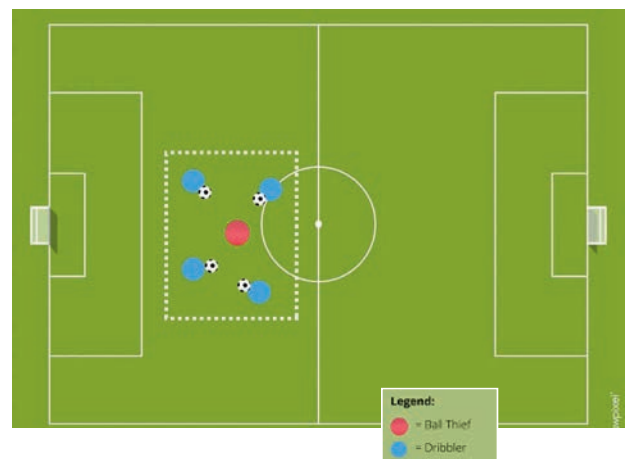 Legend:
= Ball Thief
= Dribbler